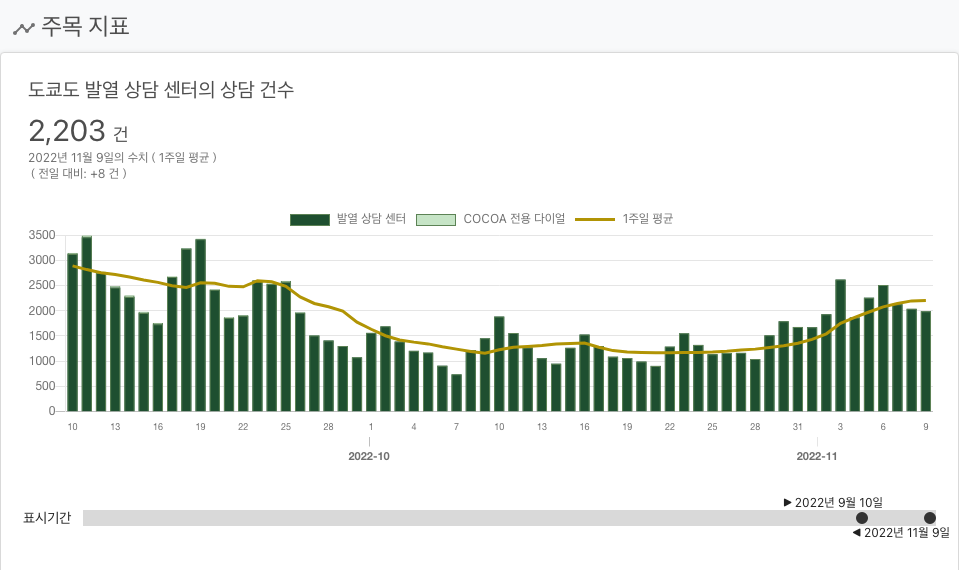 주목 지표
도쿄도 발열 상담 센터의 상담 건수
2,203 건
2022년 11월 9일의 수치 ( 1주일 평균 )
( 전일 대비: +8 건 )
발열 상담 센터 COCOA 전용 다이얼 1주일 평균
3500
3000
2500
2000
1500
1000
500
0
10 13 16 19 22 25 28 1 4 7 10 13 16 19 22 25 28 31 3 6 9
2022-10 2022-11
▶ 2022년 9월 10일
표시기간
◀ 2022년 11월 9일